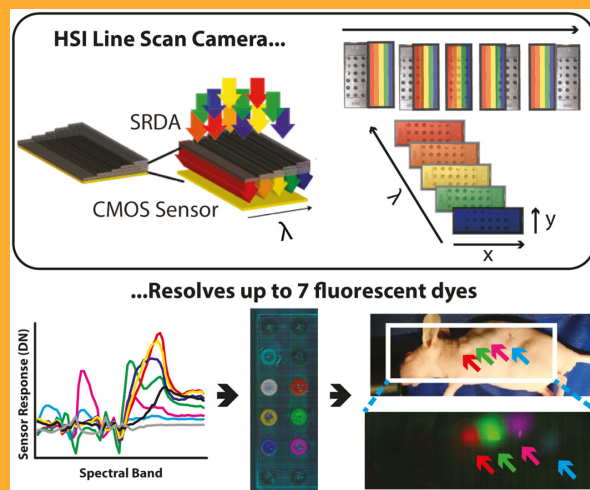 HSI Line Scan Camera...
SRDA
CMOS Sensor
λ
λ
y
x
...Resolves up to 7 fluorescent dyes
Sensor Response (DN)
Spectral Band